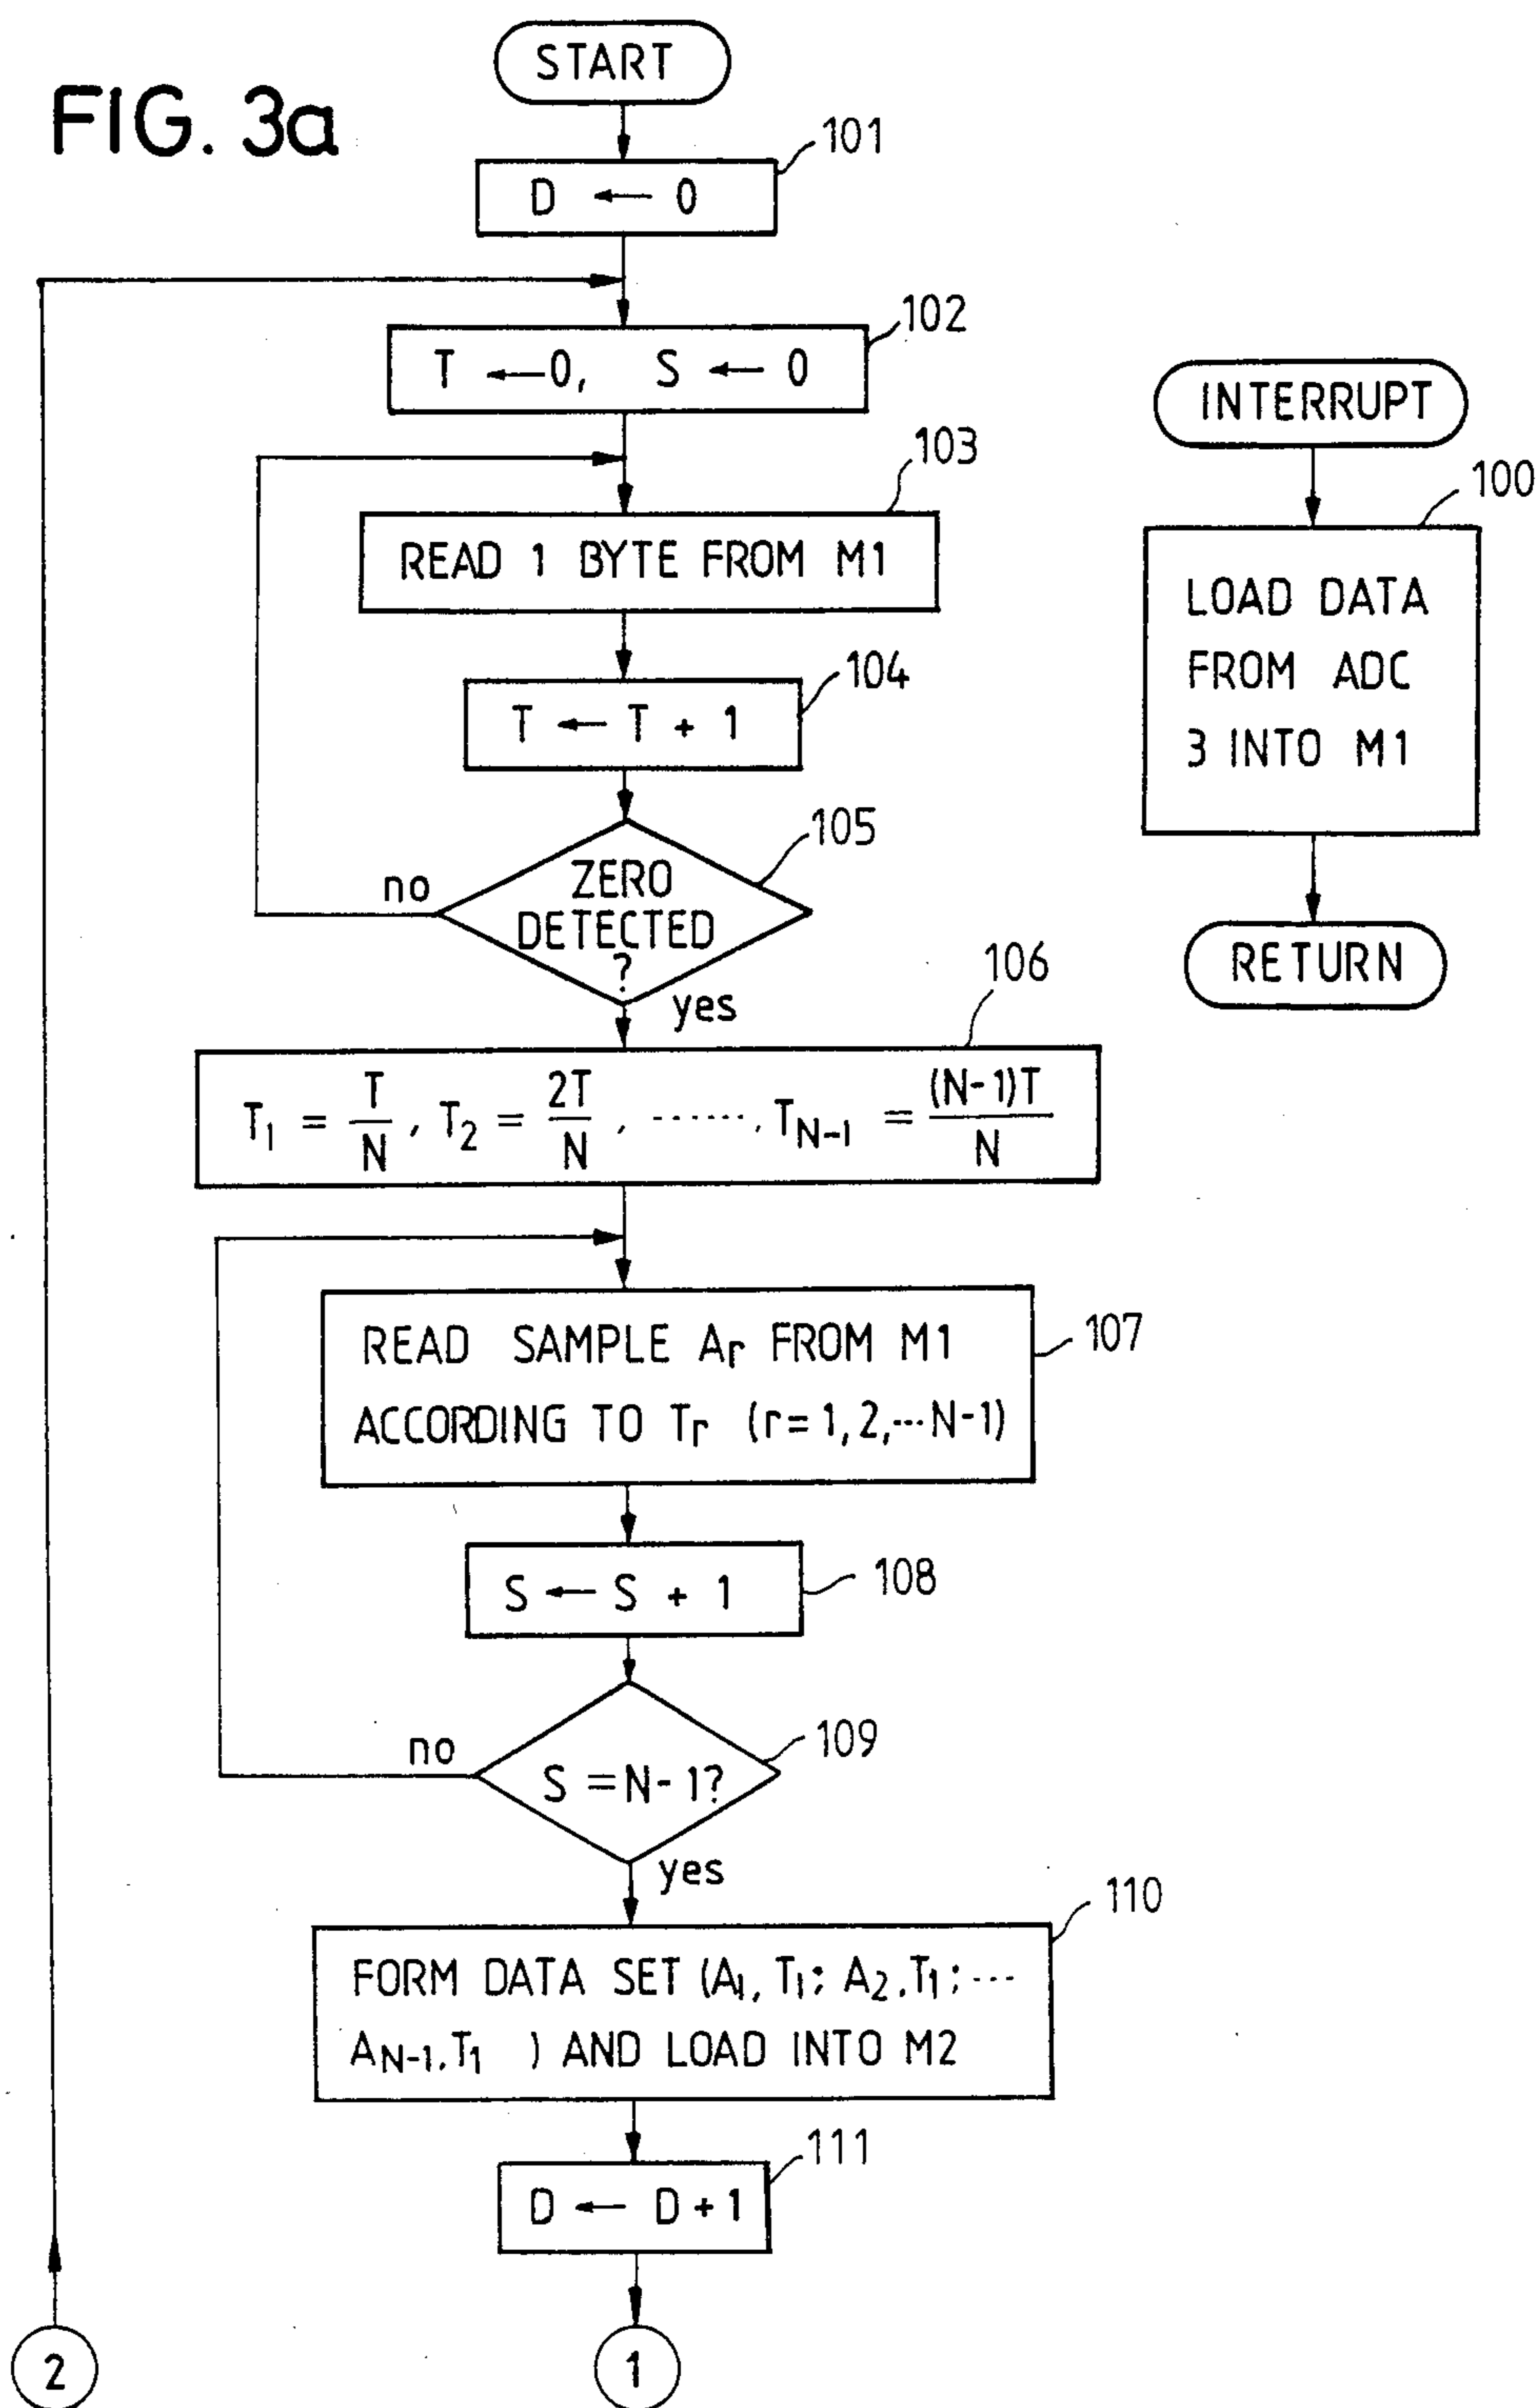 FIG. 3a
START
101
D ← 0
102
T ← 0, S ← 0
103
READ 1 BYTE FROM M1
104
T ← T + 1
105
ZERO
DETECTED
?
no
yes
106
T₁ = T/N, T₂ = 2T/N, ······, T_N-1 = (N-1)T/N
107
READ SAMPLE Ar FROM M1
ACCORDING TO Tr (r= 1, 2, ··· N-1)
108
S ← S + 1
109
S = N-1?
no
yes
110
FORM DATA SET (A₁, T₁; A₂, T₁; ···
A_N-1, T₁ ) AND LOAD INTO M2
111
D ← D + 1
2
1
INTERRUPT
100
LOAD DATA
FROM ADC
3 INTO M1
RETURN